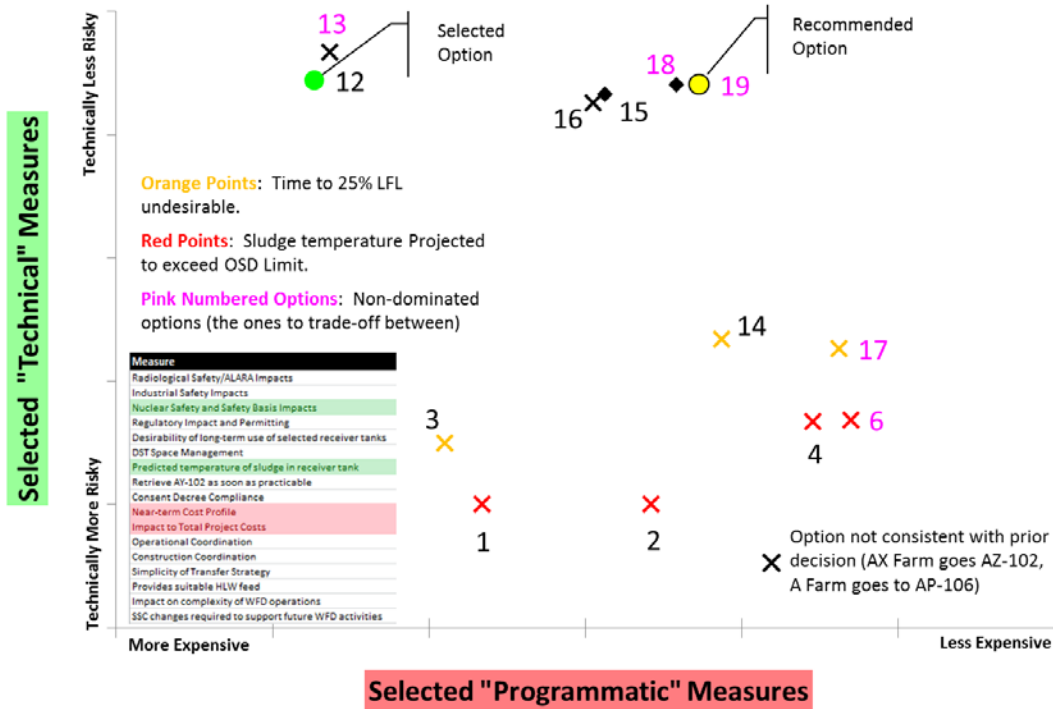 13
Selected
Option
12
Recommended
Option
18
19
16
15
Technically Less Risky
Selected "Technical" Measures
Technically More Risky
Orange Points: Time to 25% LFL
undesirable.
Red Points: Sludge temperature Projected
to exceed OSD Limit.
Pink Numbered Options: Non-dominated
options (the ones to trade-off between)
14
17
3
6
4
1
2
Measure
Radiological Safety/ALARA Impacts
Industrial Safety Impacts
Nuclear Safety and Safety Basis Impacts
Regulatory Impact and Permitting
Desirability of long-term use of selected receiver tanks
DST Space Management
Predicted temperature of sludge in receiver tank
Retrieve AY-102 as soon as practicable
Consent Decree Compliance
Near-term Cost Profile
Impact to Total Project Costs
Operational Coordination
Construction Coordination
Simplicity of Transfer Strategy
Provides suitable HLW feed
Impact on complexity of WFD operations
SSC changes required to support future WFD activities
Option not consistent with prior
decision (AX Farm goes AZ-102,
A Farm goes to AP-106)
More Expensive
Less Expensive
Selected "Programmatic" Measures